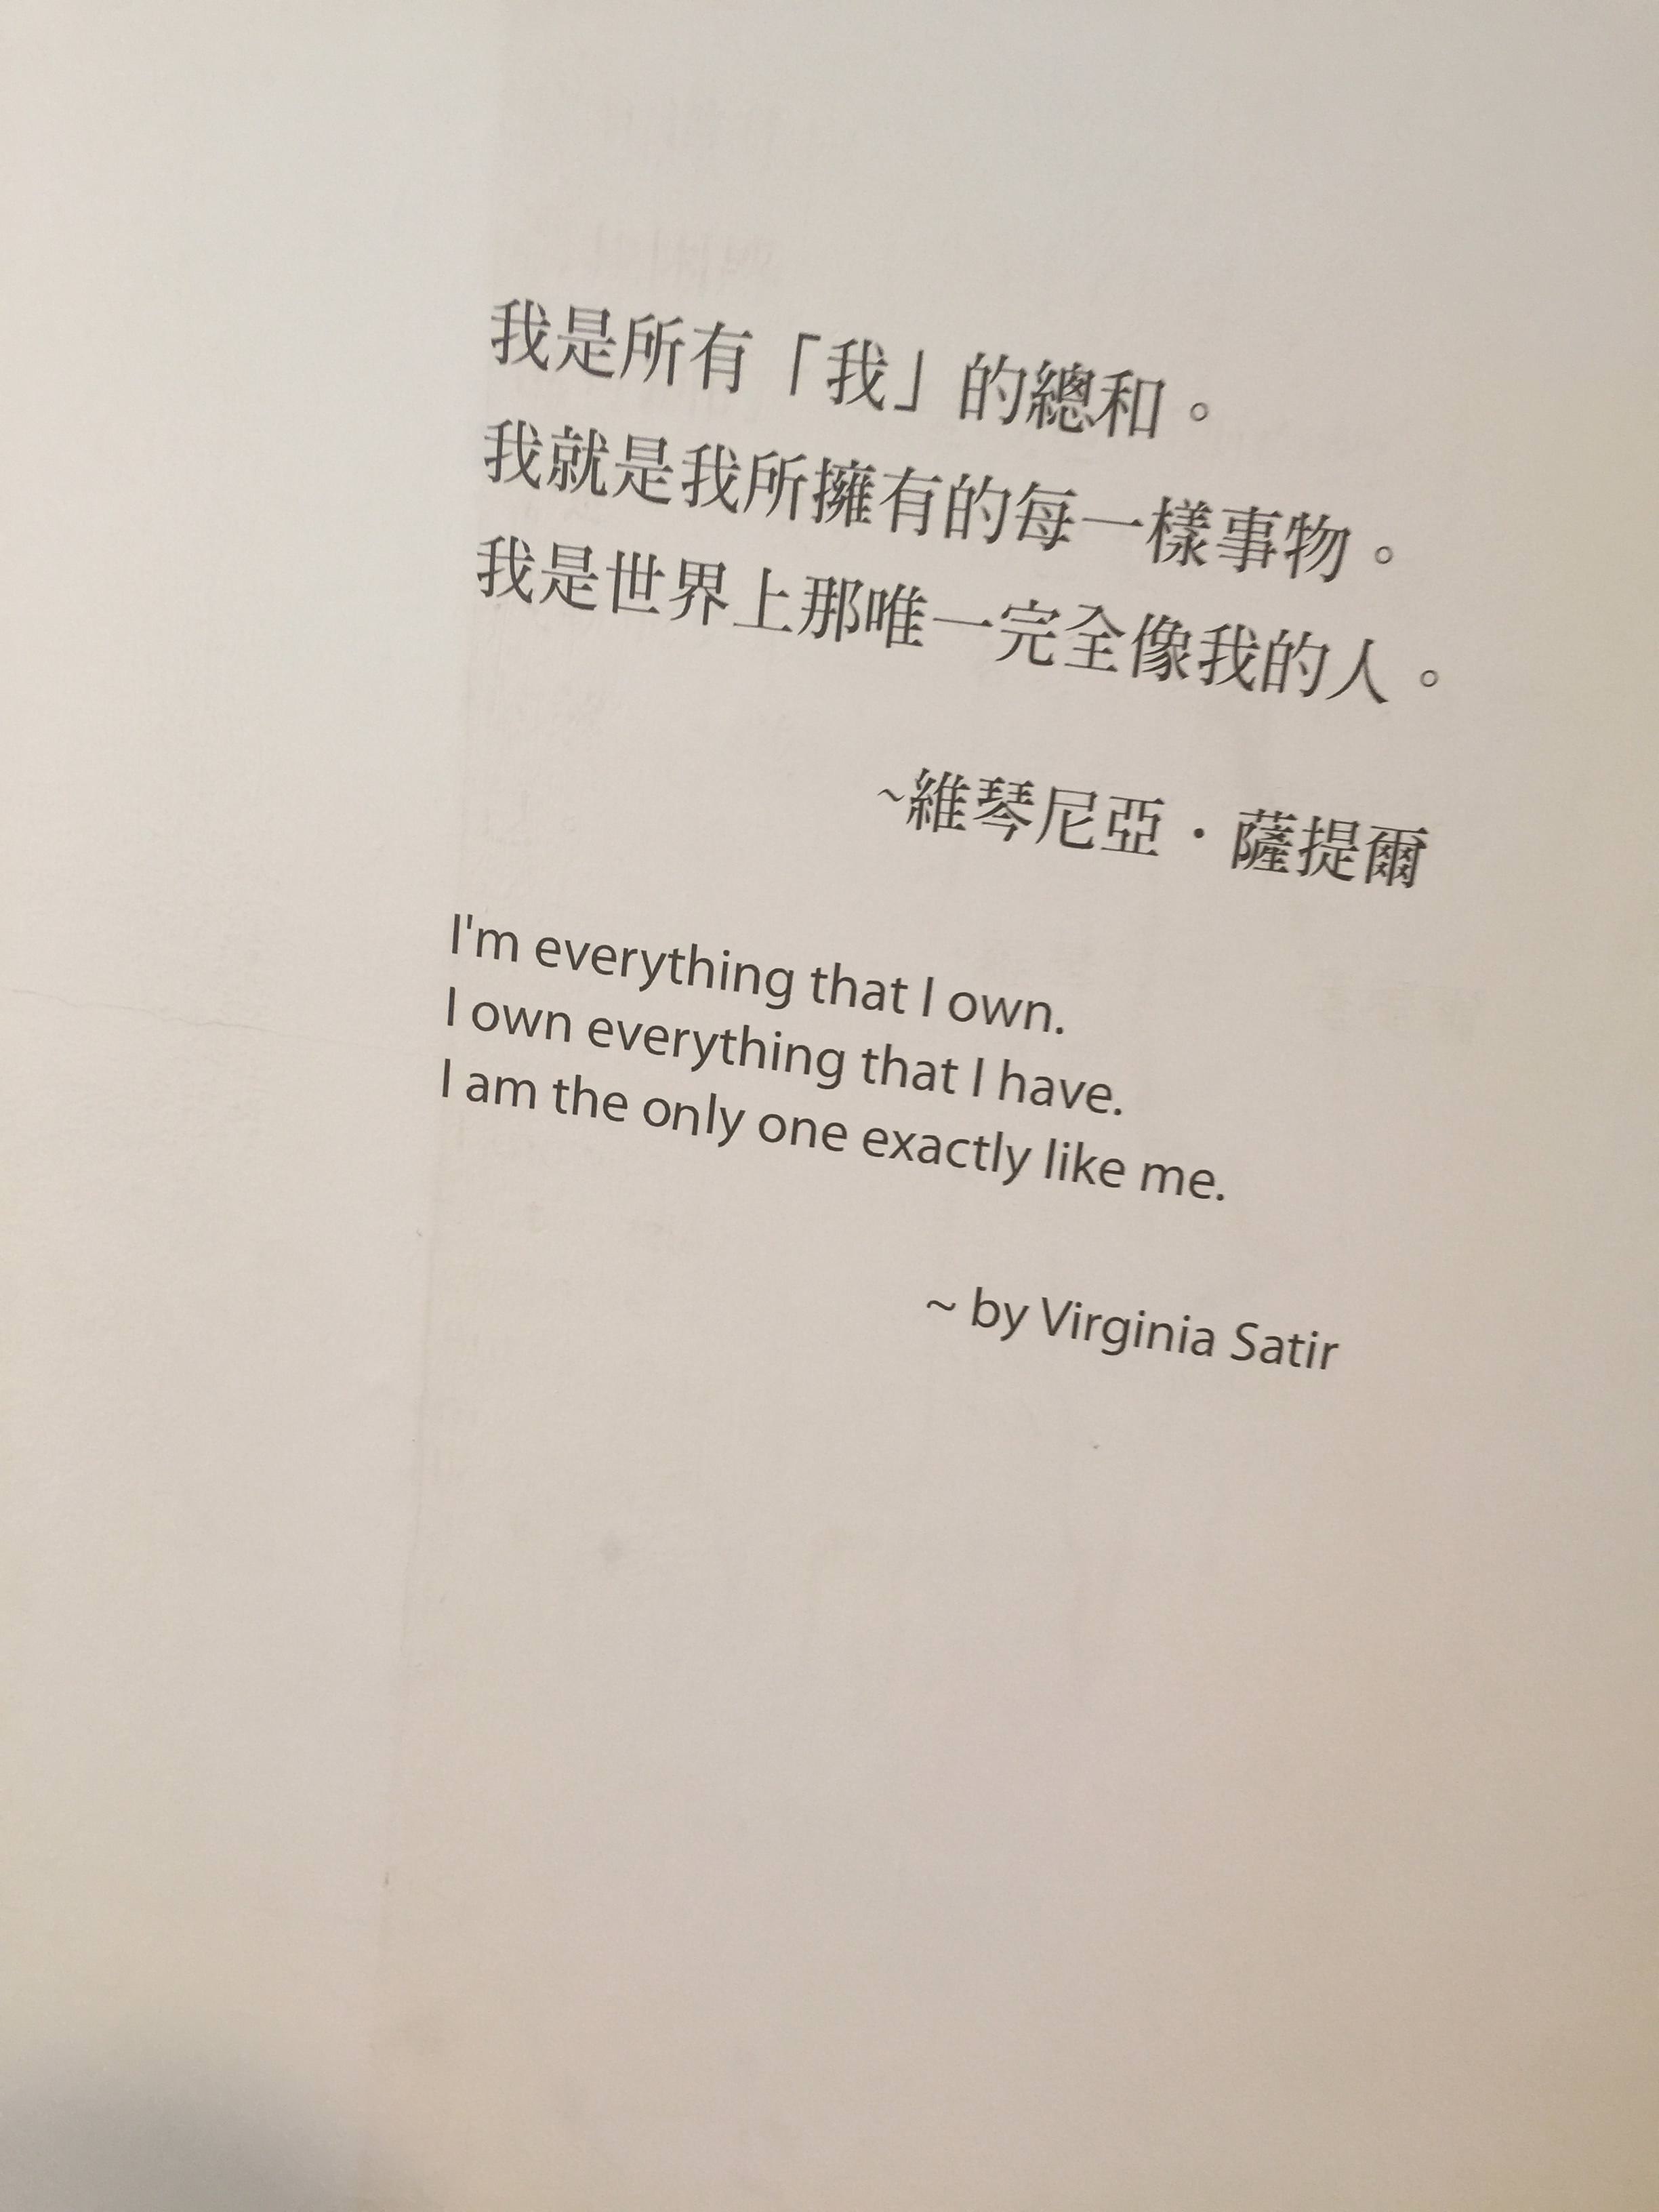 我是所有「我」的總和。
我就是我所擁有的每一樣事物。
我是世界上那唯一完全像我的人。
~維琴尼亞・薩提爾
I'm everything that I own.
I own everything that I have.
I am the only one exactly like me.
~ by Virginia Satir